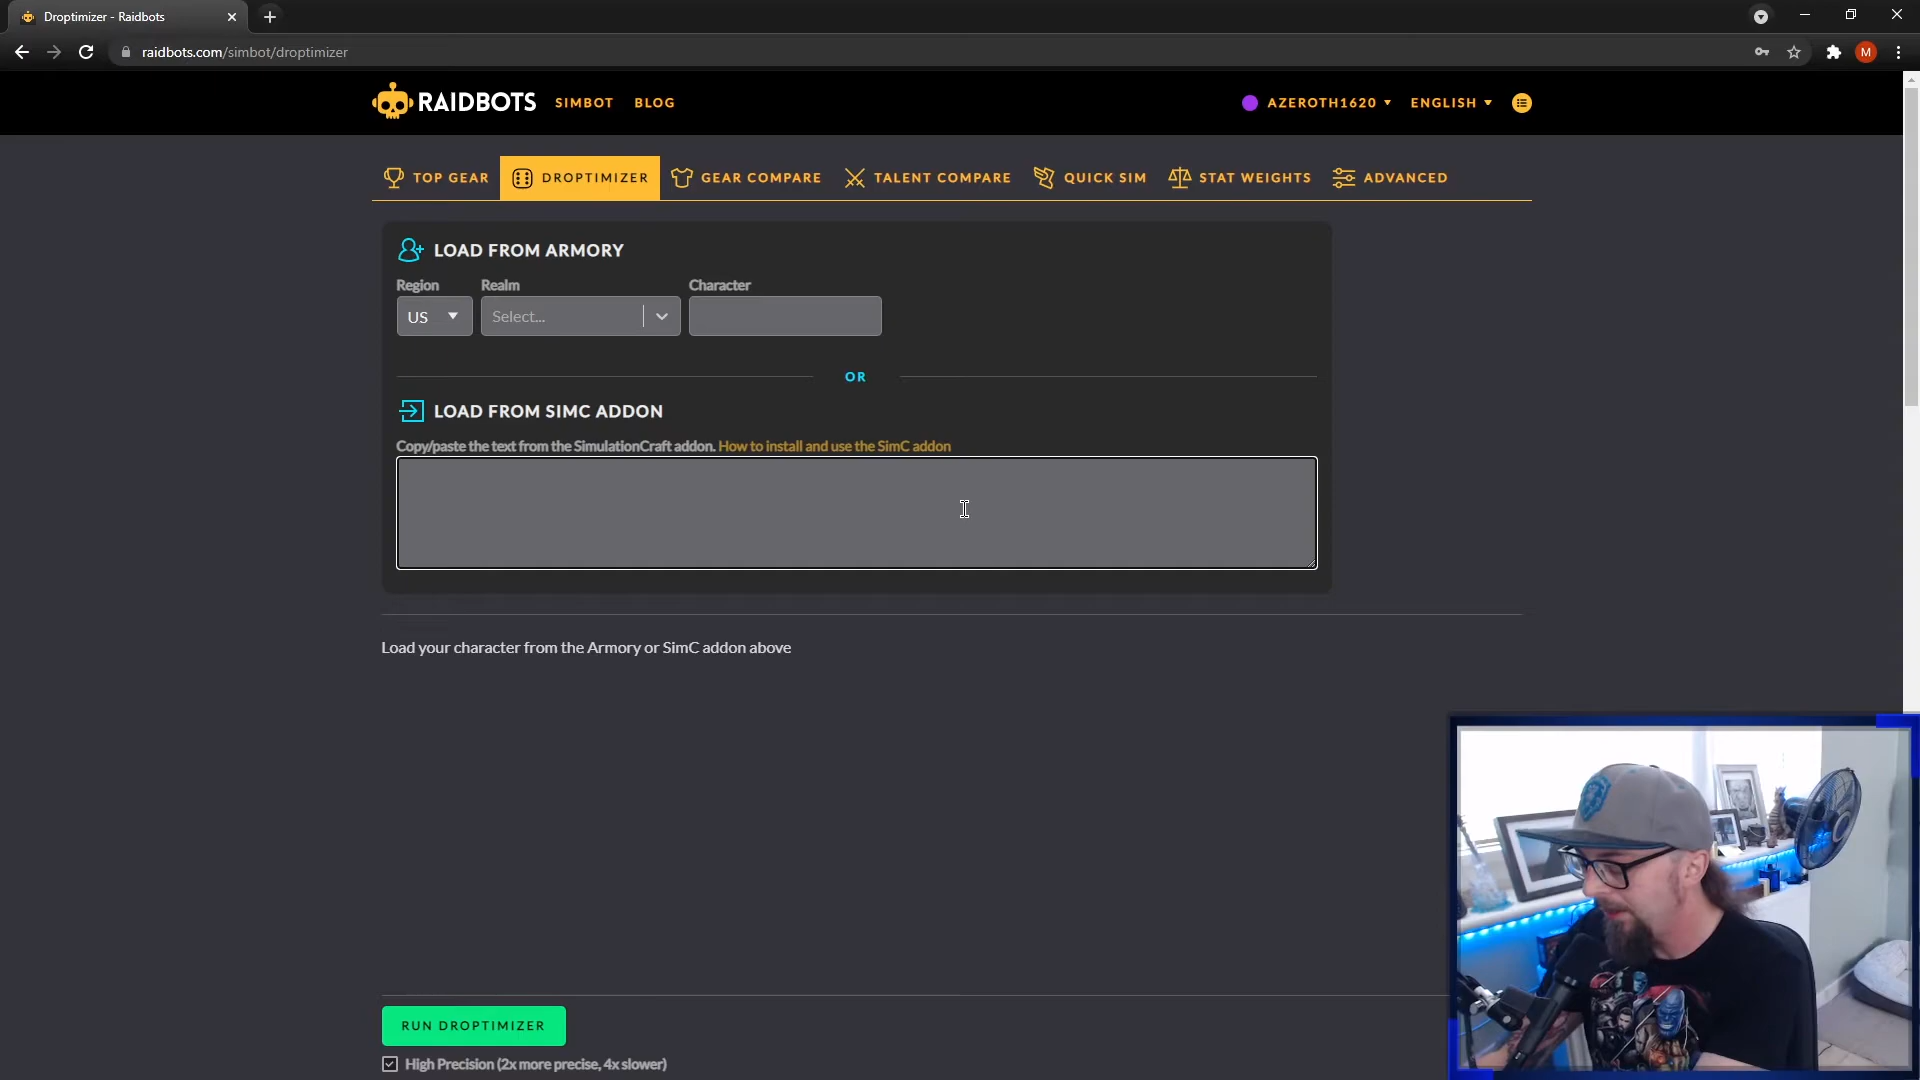 Droptimizer - Raidbots
raidbots.com/simbot/droptimizer
M
RAIDBOTS SIMBOT BLOG AZEROTH1620 ENGLISH
TOP GEAR DROPTIMIZER GEAR COMPARE TALENT COMPARE QUICK SIM STAT WEIGHTS ADVANCED
LOAD FROM ARMORY
Region Realm Character
US Select...
OR
LOAD FROM SIMC ADDON
Copy/paste the text from the SimulationCraft addon. How to install and use the SimC addon
Load your character from the Armory or SimC addon above
RUN DROPTIMIZER
High Precision (2x more precise, 4x slower)